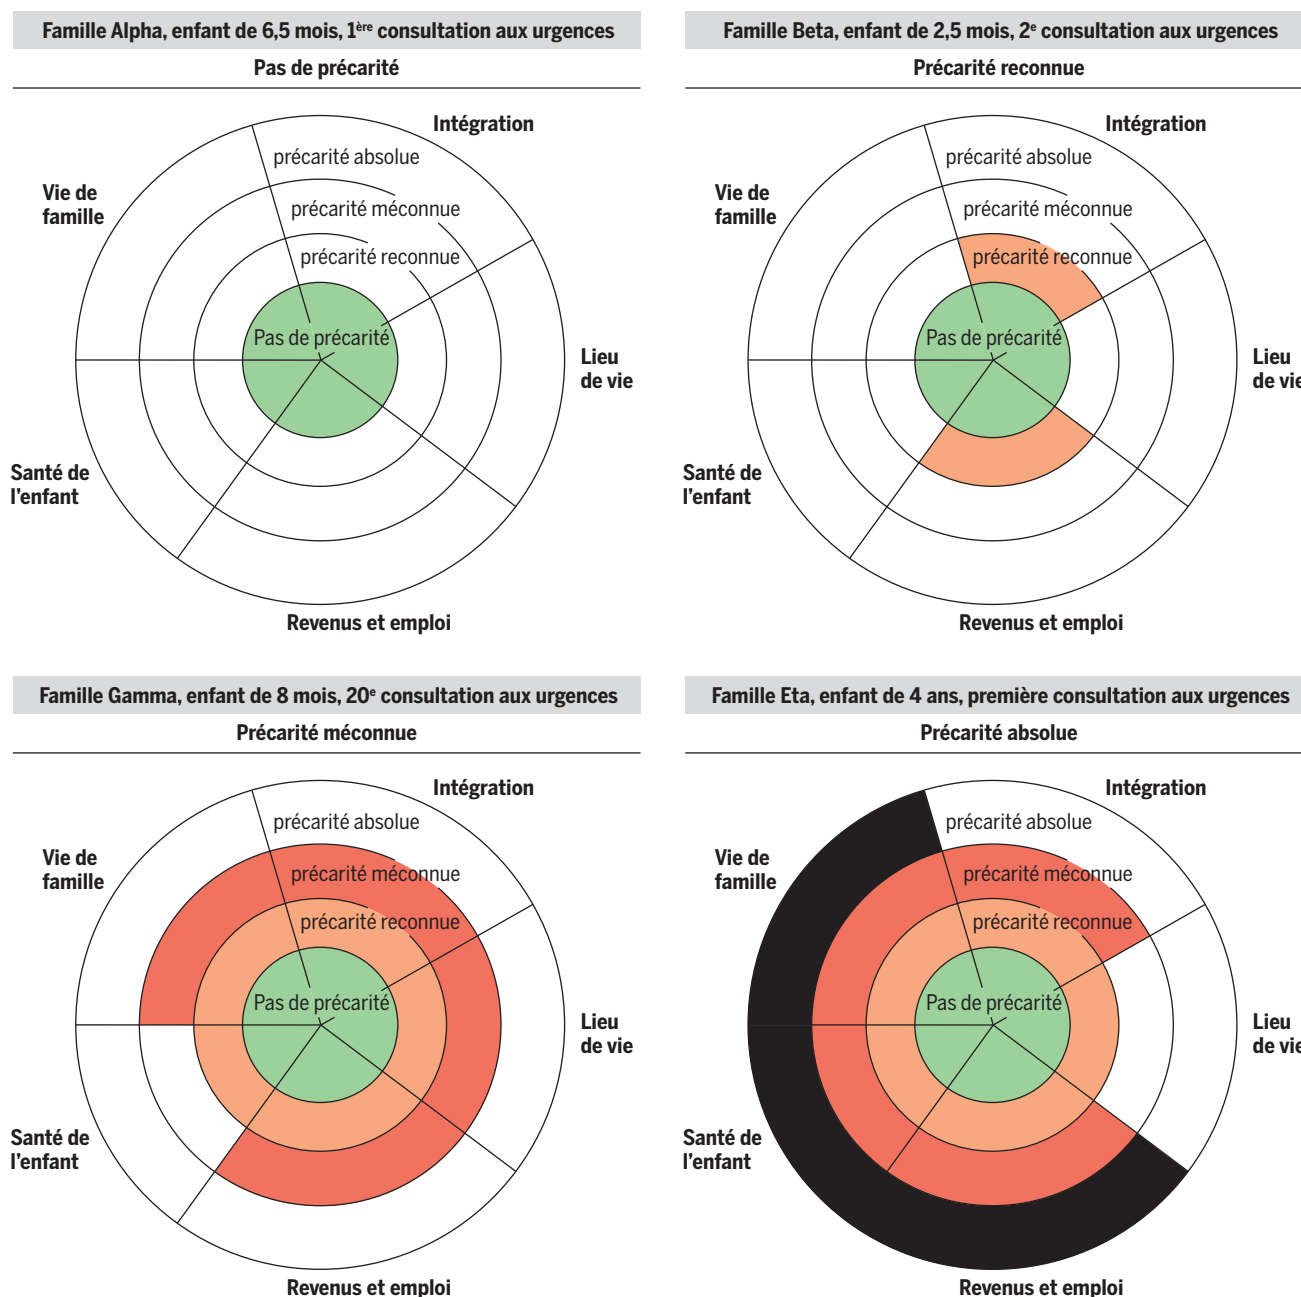 Famille Alpha, enfant de 6,5 mois, 1ère consultation aux urgences
Pas de précarité
Intégration
précarité absolue
Vie de
famille
précarité méconnue
précarité reconnue
Pas de précarité
Lieu
de vie
Santé de
l'enfant
Revenus et emploi
Famille Beta, enfant de 2,5 mois, 2e consultation aux urgences
Précarité reconnue
Intégration
précarité absolue
Vie de
famille
précarité méconnue
précarité reconnue
Pas de précarité
Lieu
de vie
Santé de
l'enfant
Revenus et emploi
Famille Gamma, enfant de 8 mois, 20e consultation aux urgences
Précarité méconnue
Intégration
précarité absolue
Vie de
famille
précarité méconnue
précarité reconnue
Pas de précarité
Lieu
de vie
Santé de
l'enfant
Revenus et emploi
Famille Eta, enfant de 4 ans, première consultation aux urgences
Précarité absolue
Intégration
précarité absolue
Vie de
famille
précarité méconnue
précarité reconnue
Pas de précarité
Lieu
de vie
Santé de
l'enfant
Revenus et emploi